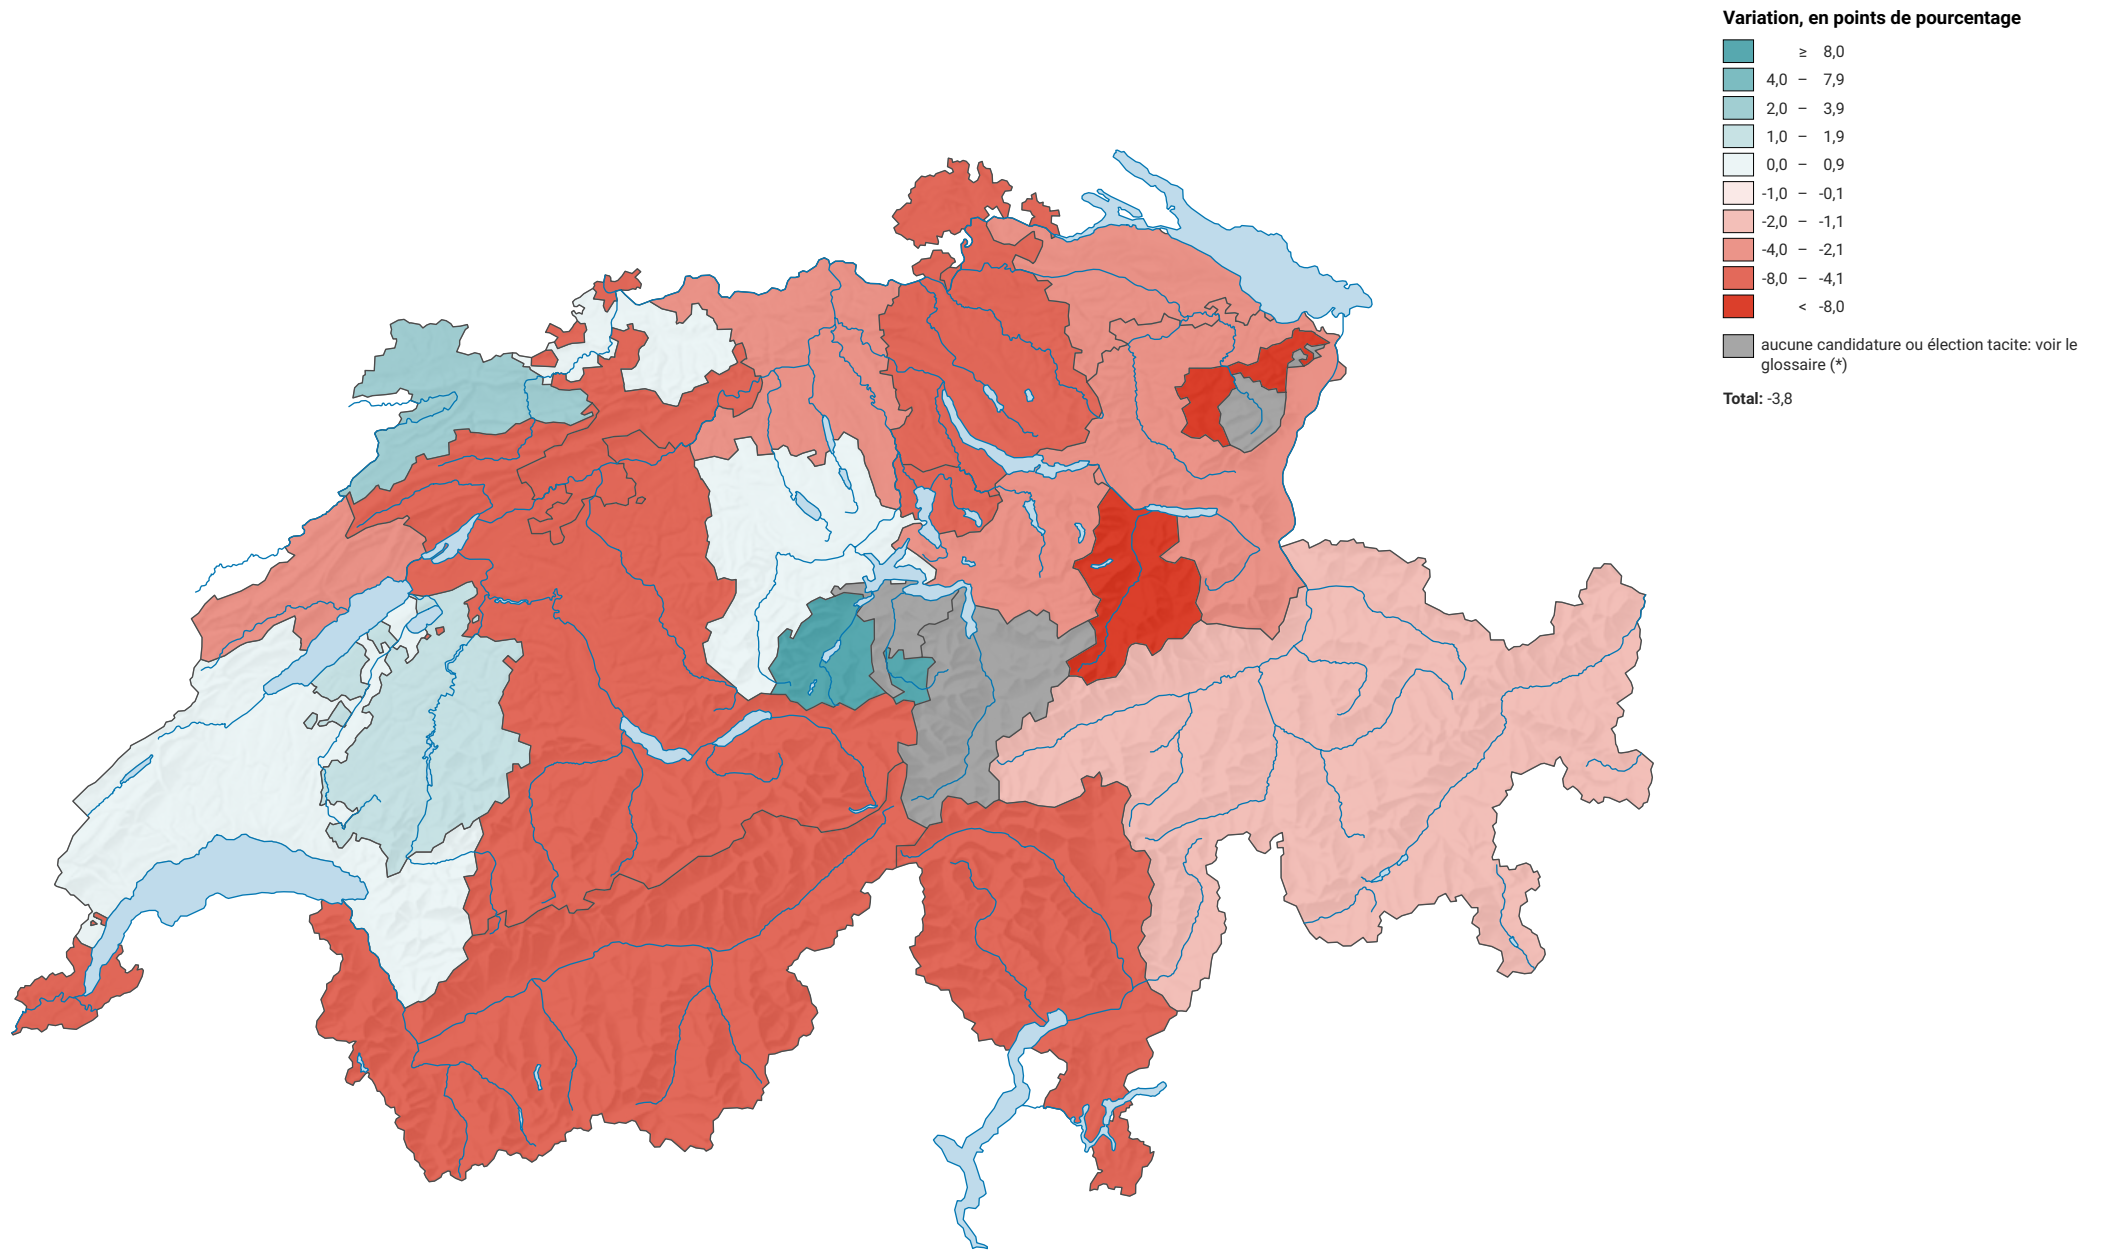 Variation, en points de pourcentage
≥ 8,0
4,0 – 7,9
2,0 – 3,9
1,0 – 1,9
0,0 – 0,9
-1,0 – -0,1
-2,0 – -1,1
-4,0 – -2,1
-8,0 – -4,1
< -8,0
aucune candidature ou élection tacite: voir le
glossaire (*)
Total: -3,8